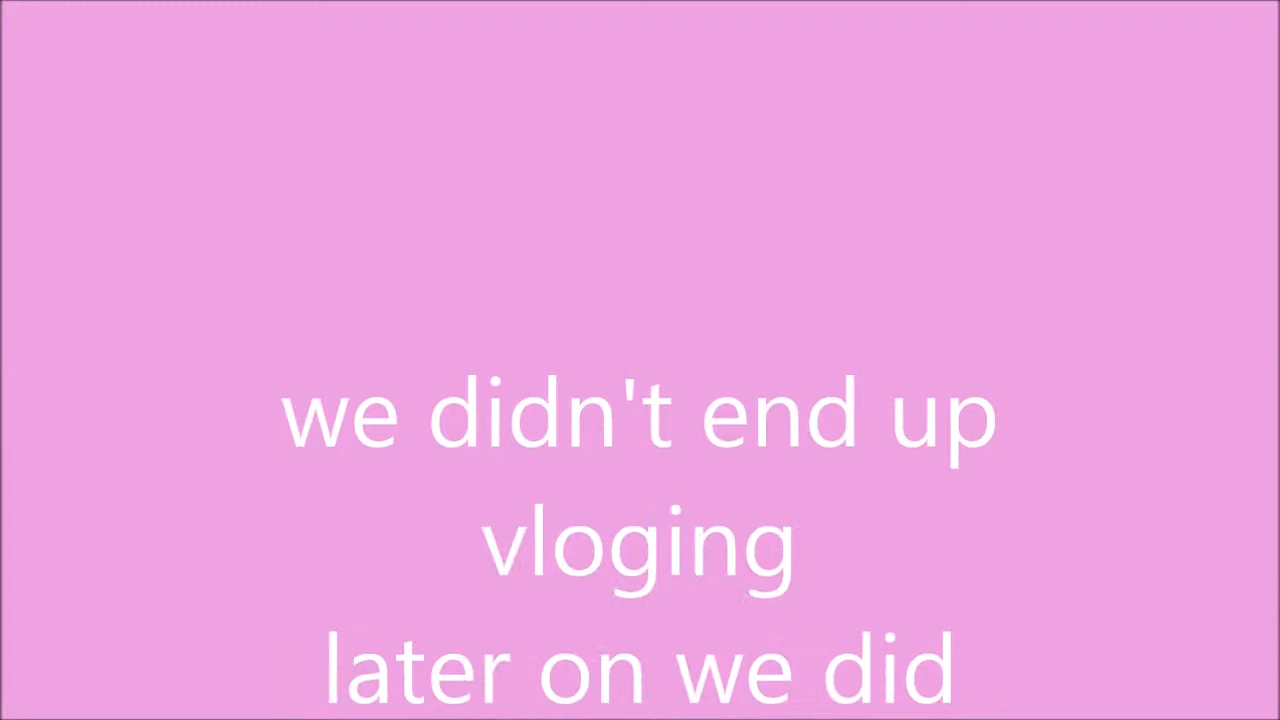 we didn't end up
vloging
later on we did